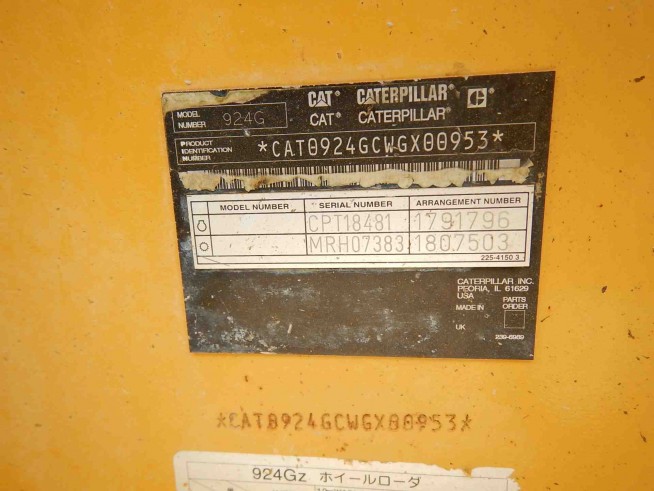 CAT® CATERPILLAR®
MODEL NUMBER 924G CAT® CATERPILLAR®
PRODUCT IDENTIFICATION NUMBER *CAT0924GCWGX00953*
MODEL NUMBER SERIAL NUMBER ARRANGEMENT NUMBER
CPT18481 1791796
MRH07383 1807503
225-4150 3
CATERPILLAR INC.
PEORIA, IL 61629
USA
PARTS ORDER
MADE IN
UK
239-6969
*CAT0924GCWGX00953*
924Gz ホイールローダ